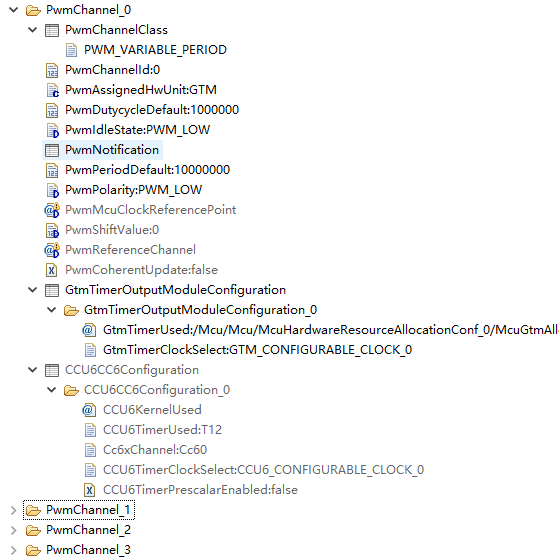 PwmChannel_0
PwmChannelClass
PWM_VARIABLE_PERIOD
PwmChannelId:0
PwmAssignedHwUnit:GTM
PwmDutycycleDefault:1000000
PwmIdleState:PWM_LOW
PwmNotification
PwmPeriodDefault:10000000
PwmPolarity:PWM_LOW
PwmMcuClockReferencePoint
PwmShiftValue:0
PwmReferenceChannel
PwmCoherentUpdate:false
GtmTimerOutputModuleConfiguration
GtmTimerOutputModuleConfiguration_0
GtmTimerUsed:/Mcu/Mcu/McuHardwareResourceAllocationConf_0/McuGtmAll
GtmTimerClockSelect:GTM_CONFIGURABLE_CLOCK_0
CCU6CC6Configuration
CCU6CC6Configuration_0
CCU6KernelUsed
CCU6TimerUsed:T12
Cc6xChannel:Cc60
CCU6TimerClockSelect:CCU6_CONFIGURABLE_CLOCK_0
CCU6TimerPrescalarEnabled:false
PwmChannel_1
PwmChannel_2
PwmChannel_3